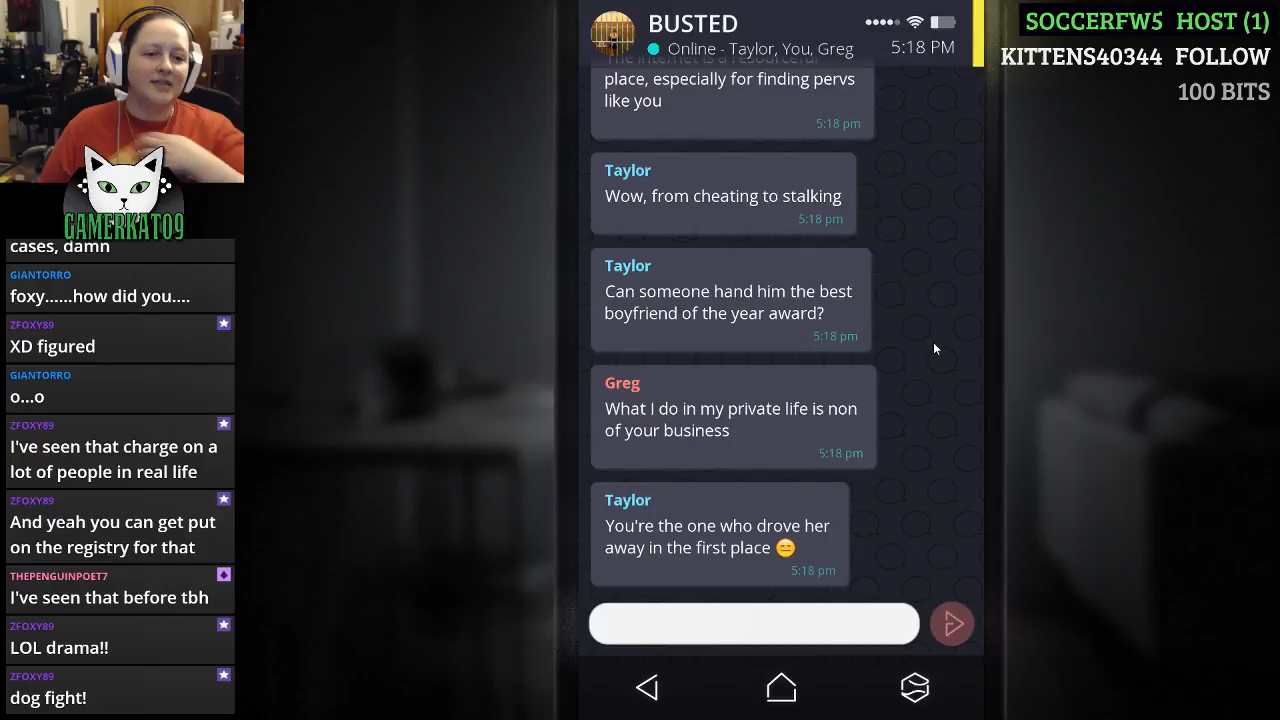 BUSTED
Online - Taylor, You, Greg
5:18 PM
SOCCERFW5 HOST (1)
KITTENS40344 FOLLOW
100 BITS
The internet is a resourceful
place, especially for finding pervs
like you
5:18 pm
Taylor
Wow, from cheating to stalking
5:18 pm
Taylor
Can someone hand him the best
boyfriend of the year award?
5:18 pm
Greg
What I do in my private life is non
of your business
5:18 pm
Taylor
You're the one who drove her
away in the first place 😑
5:18 pm
GAMERKAT09
cases, damn
GIANTORRO
foxy......how did you....
ZFOXY89
XD figured
GIANTORRO
o...o
ZFOXY89
I've seen that charge on a
lot of people in real life
ZFOXY89
And yeah you can get put
on the registry for that
THEPENGUINPOET7
I've seen that before tbh
ZFOXY89
LOL drama!!
ZFOXY89
dog fight!